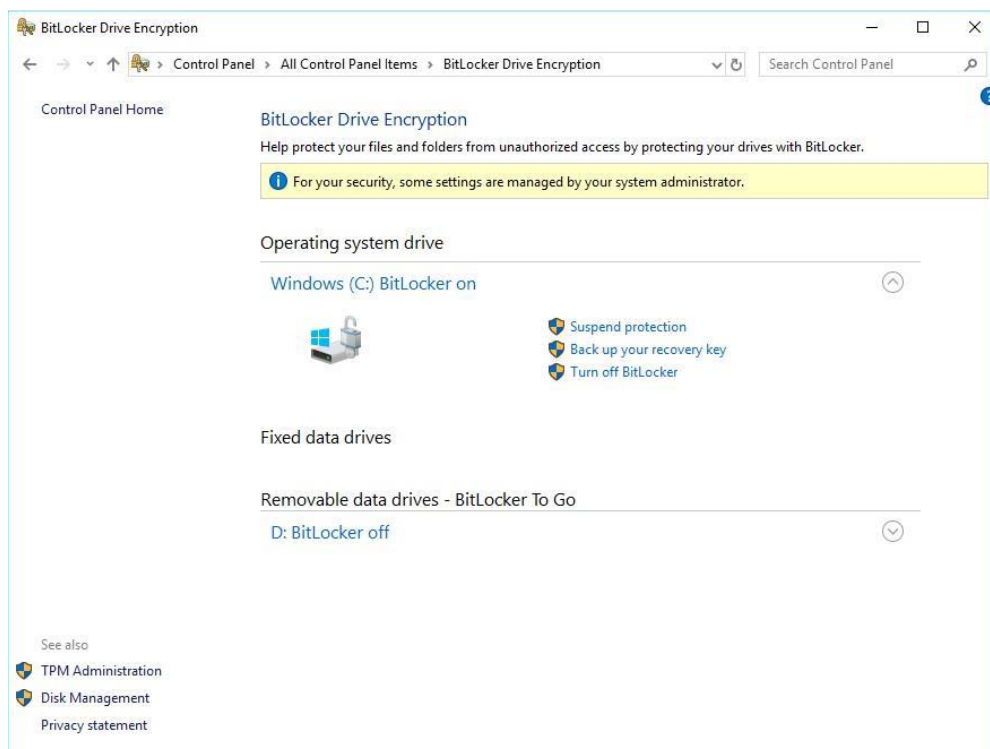 BitLocker Drive Encryption
Control Panel > All Control Panel Items > BitLocker Drive Encryption
Search Control Panel
Control Panel Home
BitLocker Drive Encryption
Help protect your files and folders from unauthorized access by protecting your drives with BitLocker.
For your security, some settings are managed by your system administrator.
Operating system drive
Windows (C:) BitLocker on
Suspend protection
Back up your recovery key
Turn off BitLocker
Fixed data drives
Removable data drives - BitLocker To Go
D: BitLocker off
See also
TPM Administration
Disk Management
Privacy statement